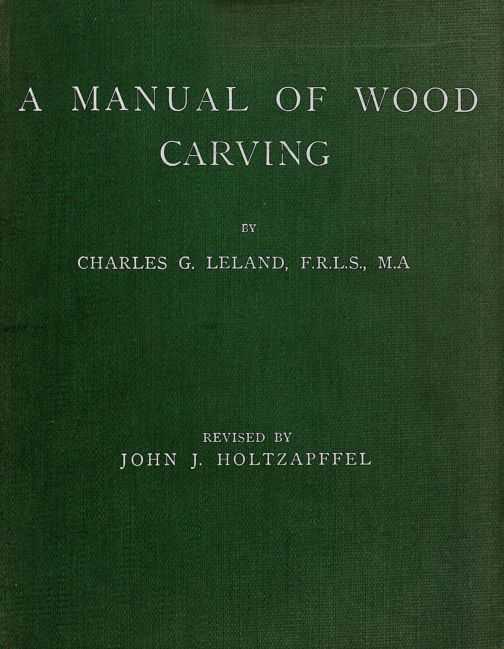 A MANUAL OF WOOD
CARVING
BY
CHARLES G. LELAND, F.R.L.S., M.A
REVISED BY
JOHN J. HOLTZAPFFEL